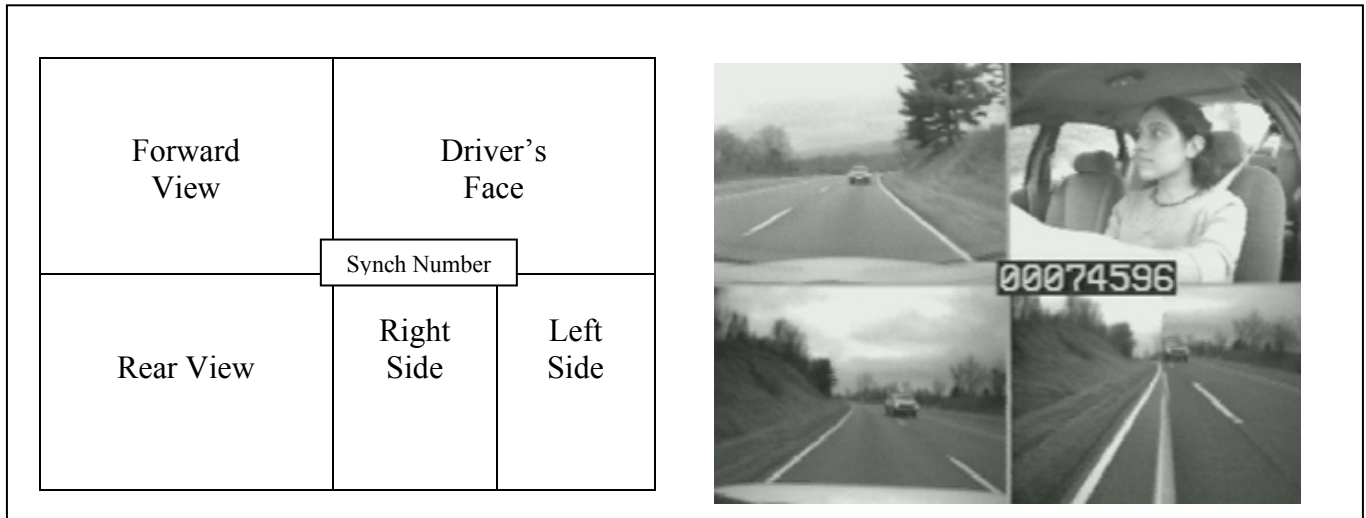 Forward
View
Driver's
Face
Synch Number
Rear View
Right
Side
Left
Side
00074596